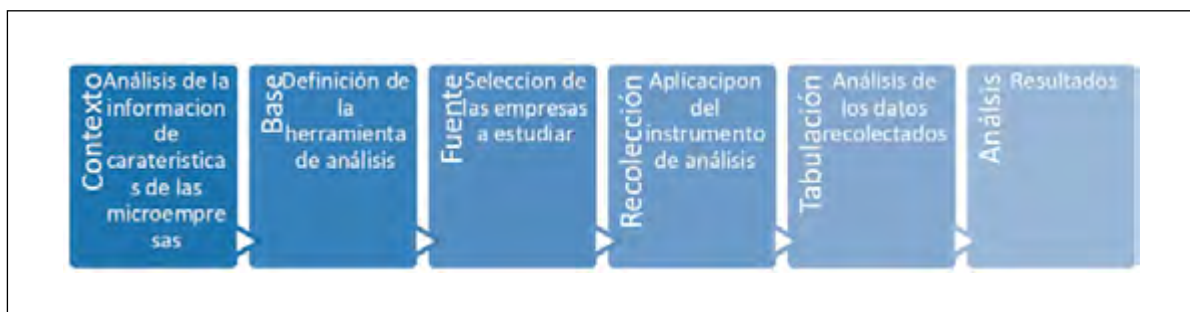 Contexto
Análisis de la
informacion
de
carateristica
s de las
microempre
sas
Base
Definición de
la
herramienta
de análisis
Fuente
Seleccion de
las empresas
a estudiar
Recolección
Aplicacipon
del
instrumento
de análisis
Tabulación
Análisis de
los datos
recolectados
Análisis
Resultados